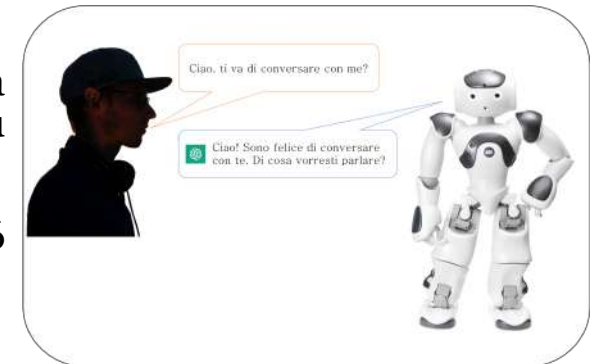 Ciao, ti va di conversare con me?
Ciao! Sono felice di conversare
con te. Di cosa vorresti parlare?